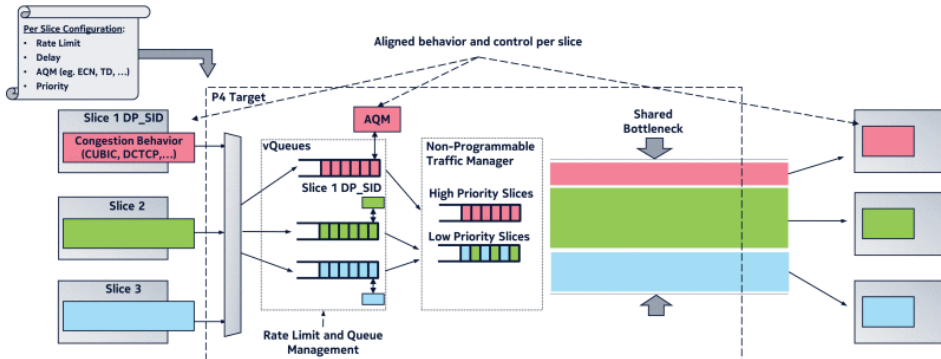 Per Slice Configuration:
• Rate Limit
• Delay
• AQM (eg. ECN, TD, ...)
• Priority
Aligned behavior and control per slice
P4 Target
Slice 1 DP_SID
Congestion Behavior
(CUBIC, DCTCP,...)
Slice 2
Slice 3
AQM
vQueues
Slice 1 DP_SID
Rate Limit and Queue
Management
Non-Programmable
Traffic Manager
High Priority Slices
Low Priority Slices
Shared
Bottleneck